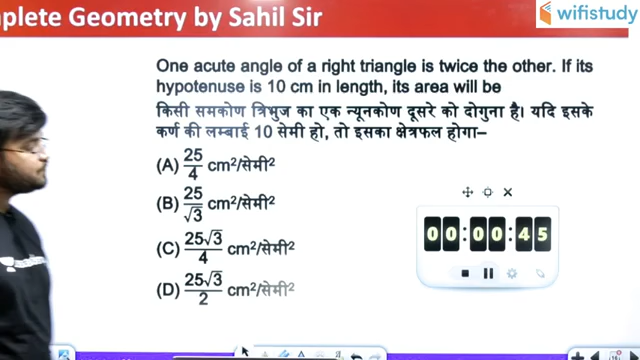 nplete Geometry by Sahil Sir
wifistudy
One acute angle of a right triangle is twice the other. If its
hypotenuse is 10 cm in length, its area will be
किसी समकोण त्रिभुज का एक न्यूनकोण दूसरे को दोगुना है। यदि इसके
कर्ण की लम्बाई 10 सेमी हो, तो इसका क्षेत्रफल होगा–
(A) 25/4 cm²/सेमी²
(B) 25/√3 cm²/सेमी²
(C) 25√3/4 cm²/सेमी²
(D) 25√3/2 cm²/सेमी²
00:00:45